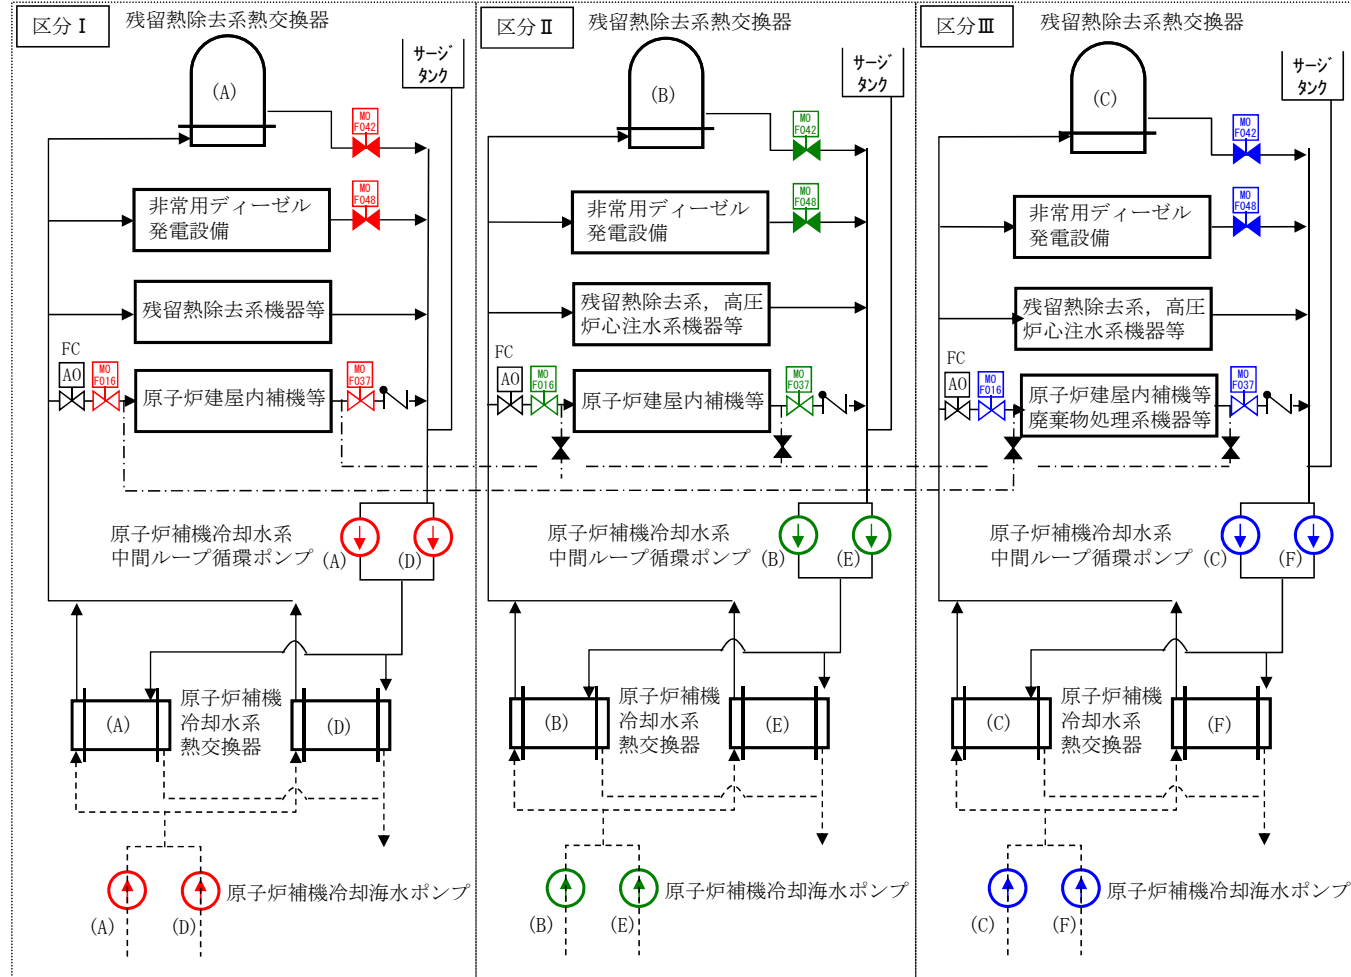 区分Ⅰ
残留熱除去系熱交換器
サージ
タンク
(A)
MO
F042
MO
F048
非常用ディーゼル
発電設備
残留熱除去系機器等
FC
AO
MO
F016
原子炉建屋内補機等
MO
F037
原子炉補機冷却水系
中間ループ循環ポンプ
(A)
(D)
(A)
原子炉補機
冷却水系
熱交換器
(D)
原子炉補機冷却海水ポンプ
(A)
(D)
区分Ⅱ
残留熱除去系熱交換器
サージ
タンク
(B)
MO
F042
MO
F048
非常用ディーゼル
発電設備
残留熱除去系，高圧
炉心注水系機器等
FC
AO
MO
F016
原子炉建屋内補機等
MO
F037
原子炉補機冷却水系
中間ループ循環ポンプ
(B)
(E)
(B)
原子炉補機
冷却水系
熱交換器
(E)
原子炉補機冷却海水ポンプ
(B)
(E)
区分Ⅲ
残留熱除去系熱交換器
サージ
タンク
(C)
MO
F042
MO
F048
非常用ディーゼル
発電設備
残留熱除去系，高圧
炉心注水系機器等
FC
AO
MO
F016
原子炉建屋内補機等
廃棄物処理系機器等
MO
F037
原子炉補機冷却水系
中間ループ循環ポンプ
(C)
(F)
(C)
原子炉補機
冷却水系
熱交換器
(F)
原子炉補機冷却海水ポンプ
(C)
(F)